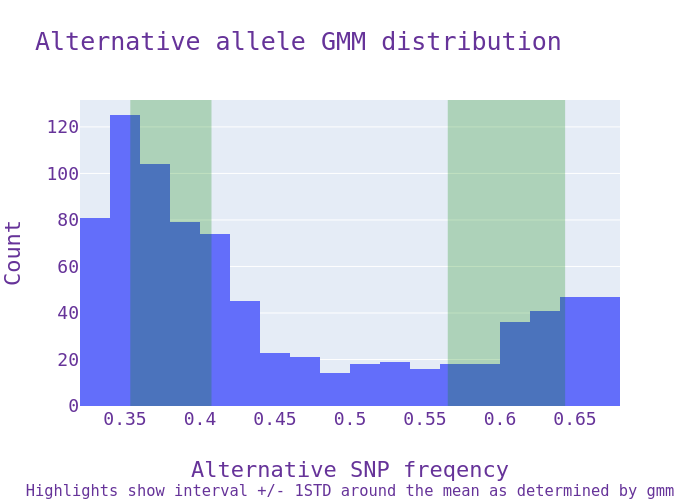 Alternative allele GMM distribution
120
100
80
60
40
20
0
Count
0.35 0.4 0.45 0.5 0.55 0.6 0.65
Alternative SNP freqency
Highlights show interval +/- 1STD around the mean as determined by gmm